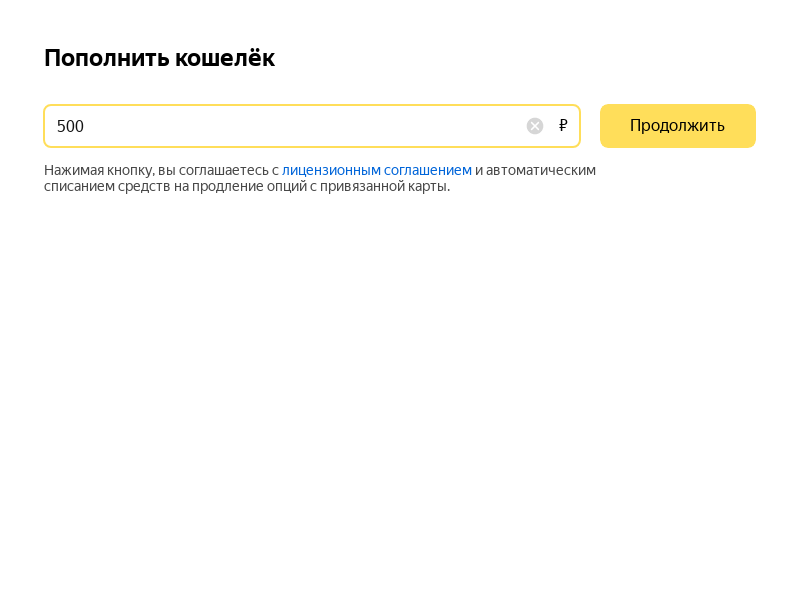 Пополнить кошелёк
500 ₽
Продолжить
Нажимая кнопку, вы соглашаетесь с лицензионным соглашением и автоматическим
списанием средств на продление опций с привязанной карты.